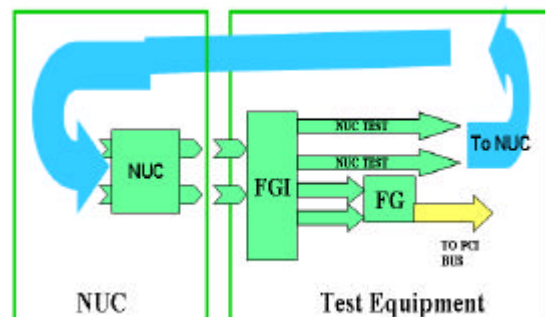 NUC TEST
To NUC
NUC
NUC TEST
FGI
FG
TO PCI
BUS
NUC
Test Equipment